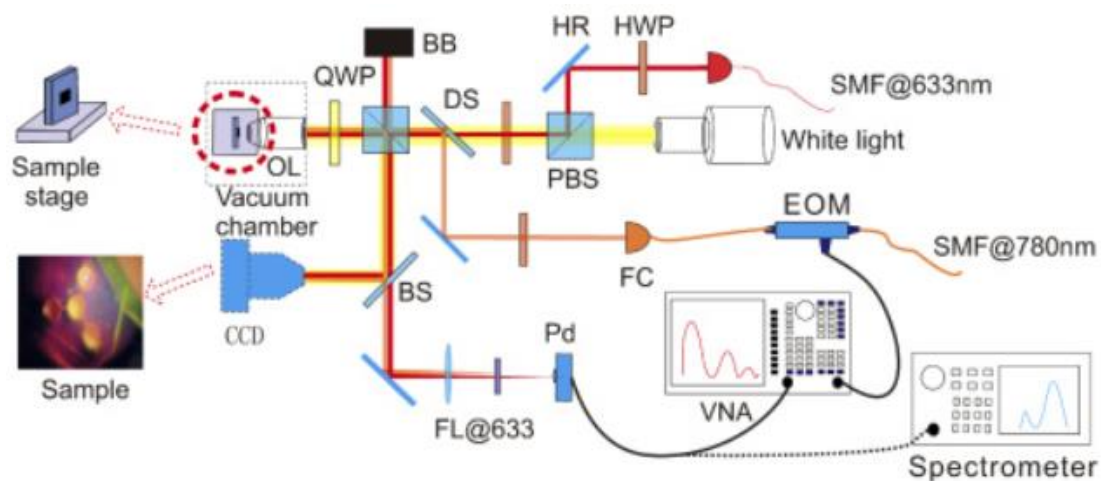 BB
HR
HWP
QWP
DS
SMF@633nm
Sample
stage
OL
Vacuum
chamber
PBS
White light
EOM
SMF@780nm
FC
BS
CCD
Sample
Pd
VNA
FL@633
Spectrometer